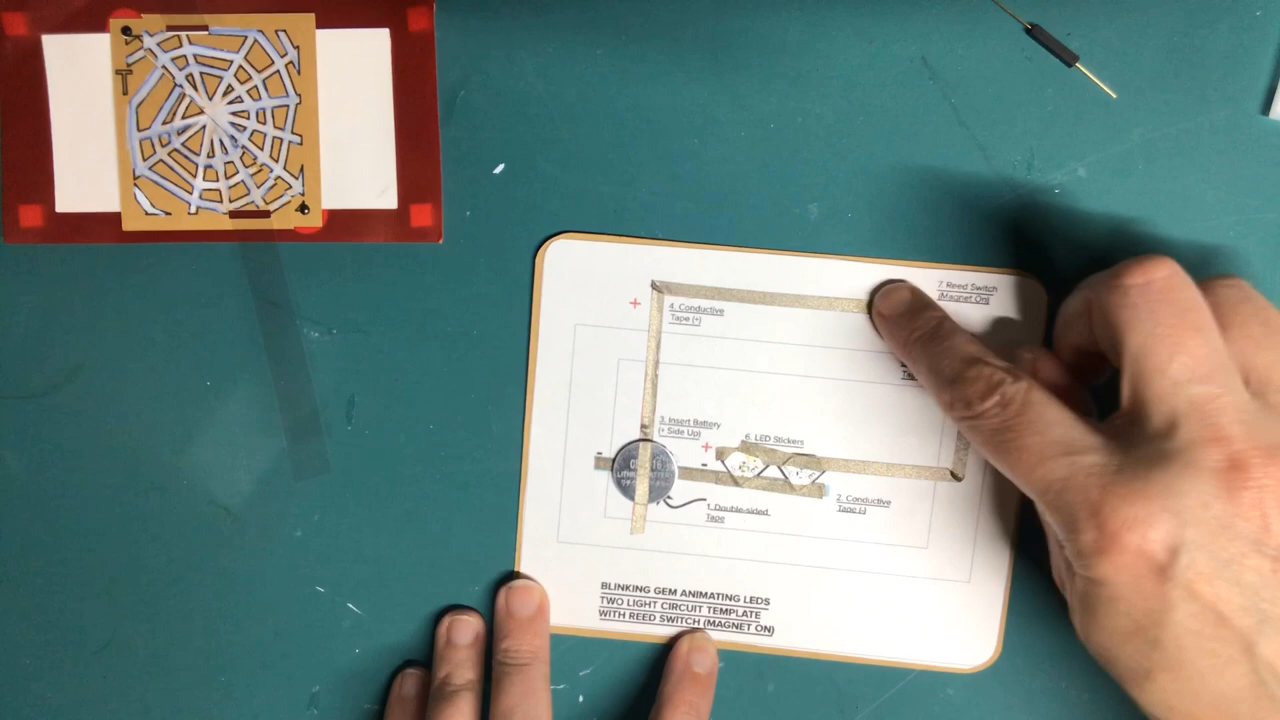 T
7. Reed Switch
(Magnet On)
+
4. Conductive
Tape (+)
3. Insert Battery
(+ Side Up)
6. LED Stickers
+
-
-
2. Conductive
Tape (-)
1. Double-sided
Tape
BLINKING GEM ANIMATING LEDS
TWO LIGHT CIRCUIT TEMPLATE
WITH REED SWITCH (MAGNET ON)